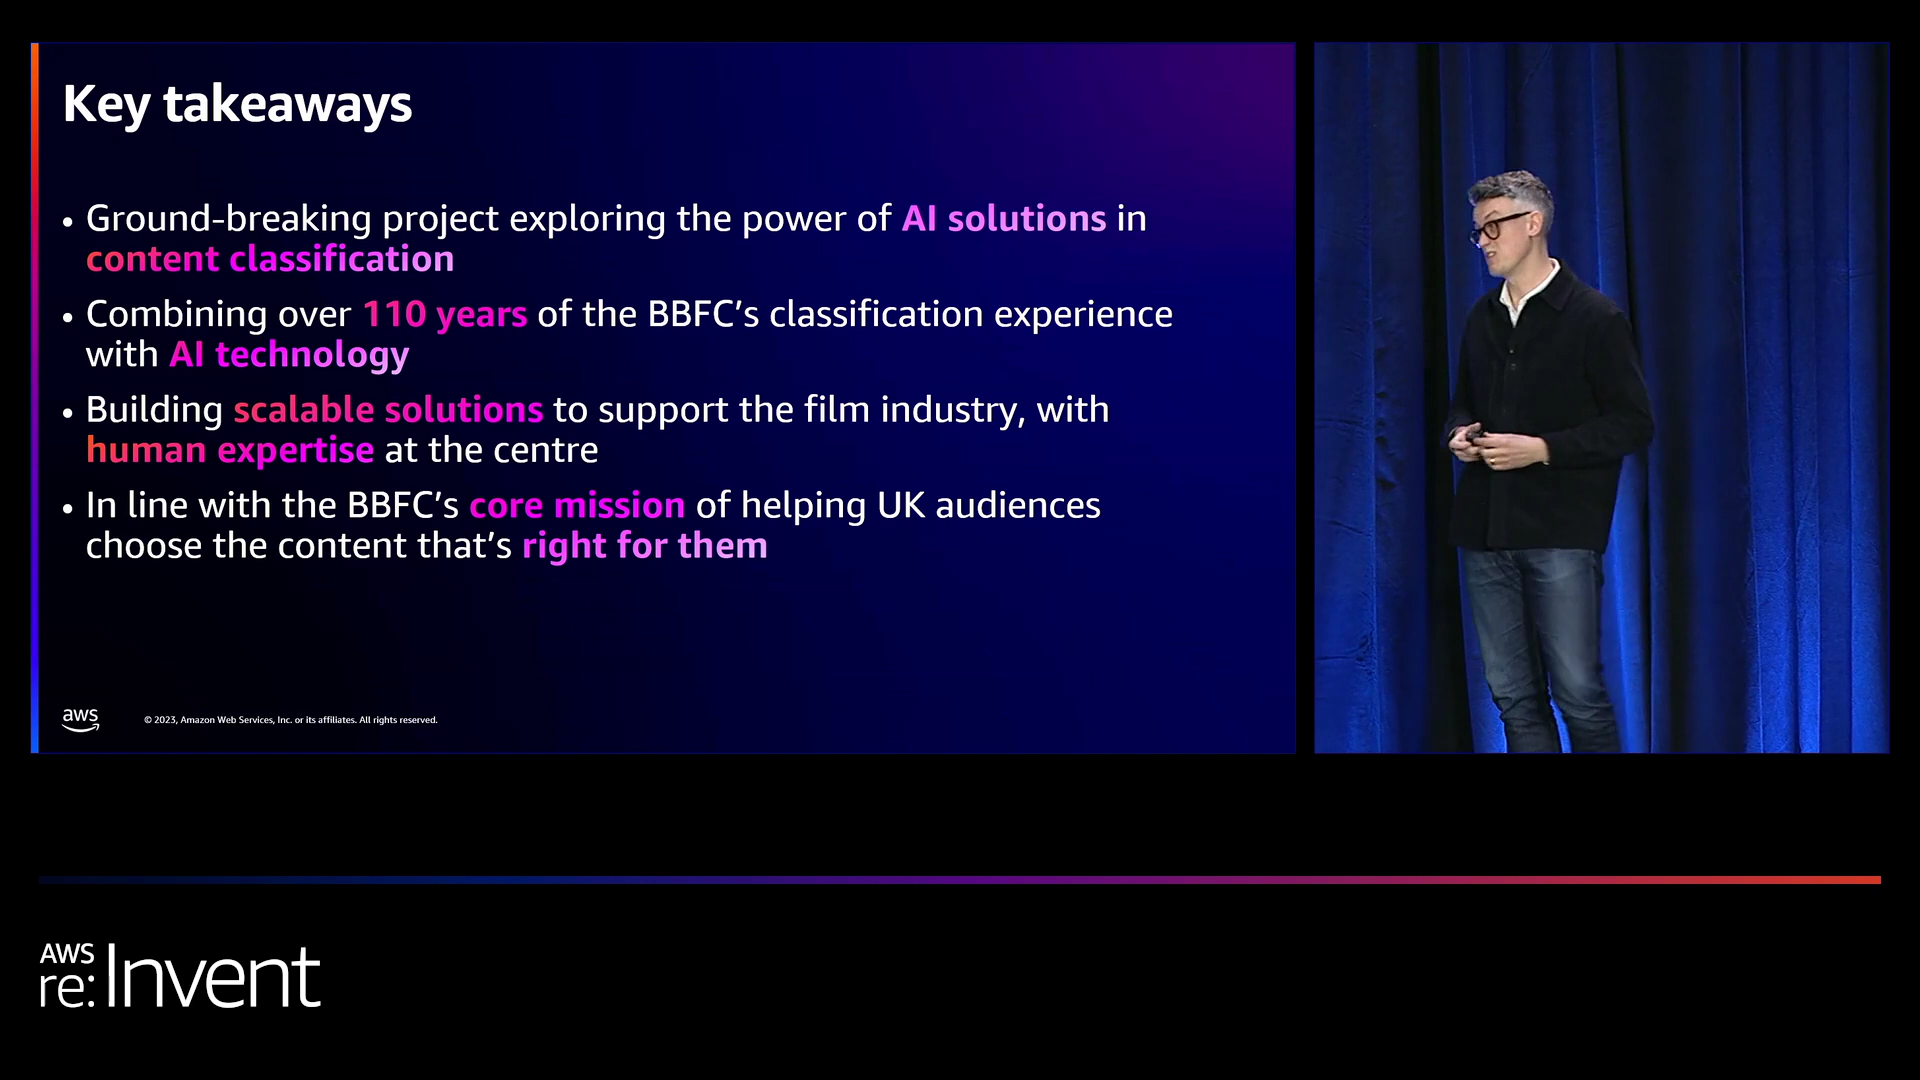 Key takeaways
• Ground-breaking project exploring the power of AI solutions in
content classification
• Combining over 110 years of the BBFC’s classification experience
with AI technology
• Building scalable solutions to support the film industry, with
human expertise at the centre
• In line with the BBFC’s core mission of helping UK audiences
choose the content that’s right for them
aws
© 2023, Amazon Web Services, Inc. or its affiliates. All rights reserved.
AWS
re:Invent